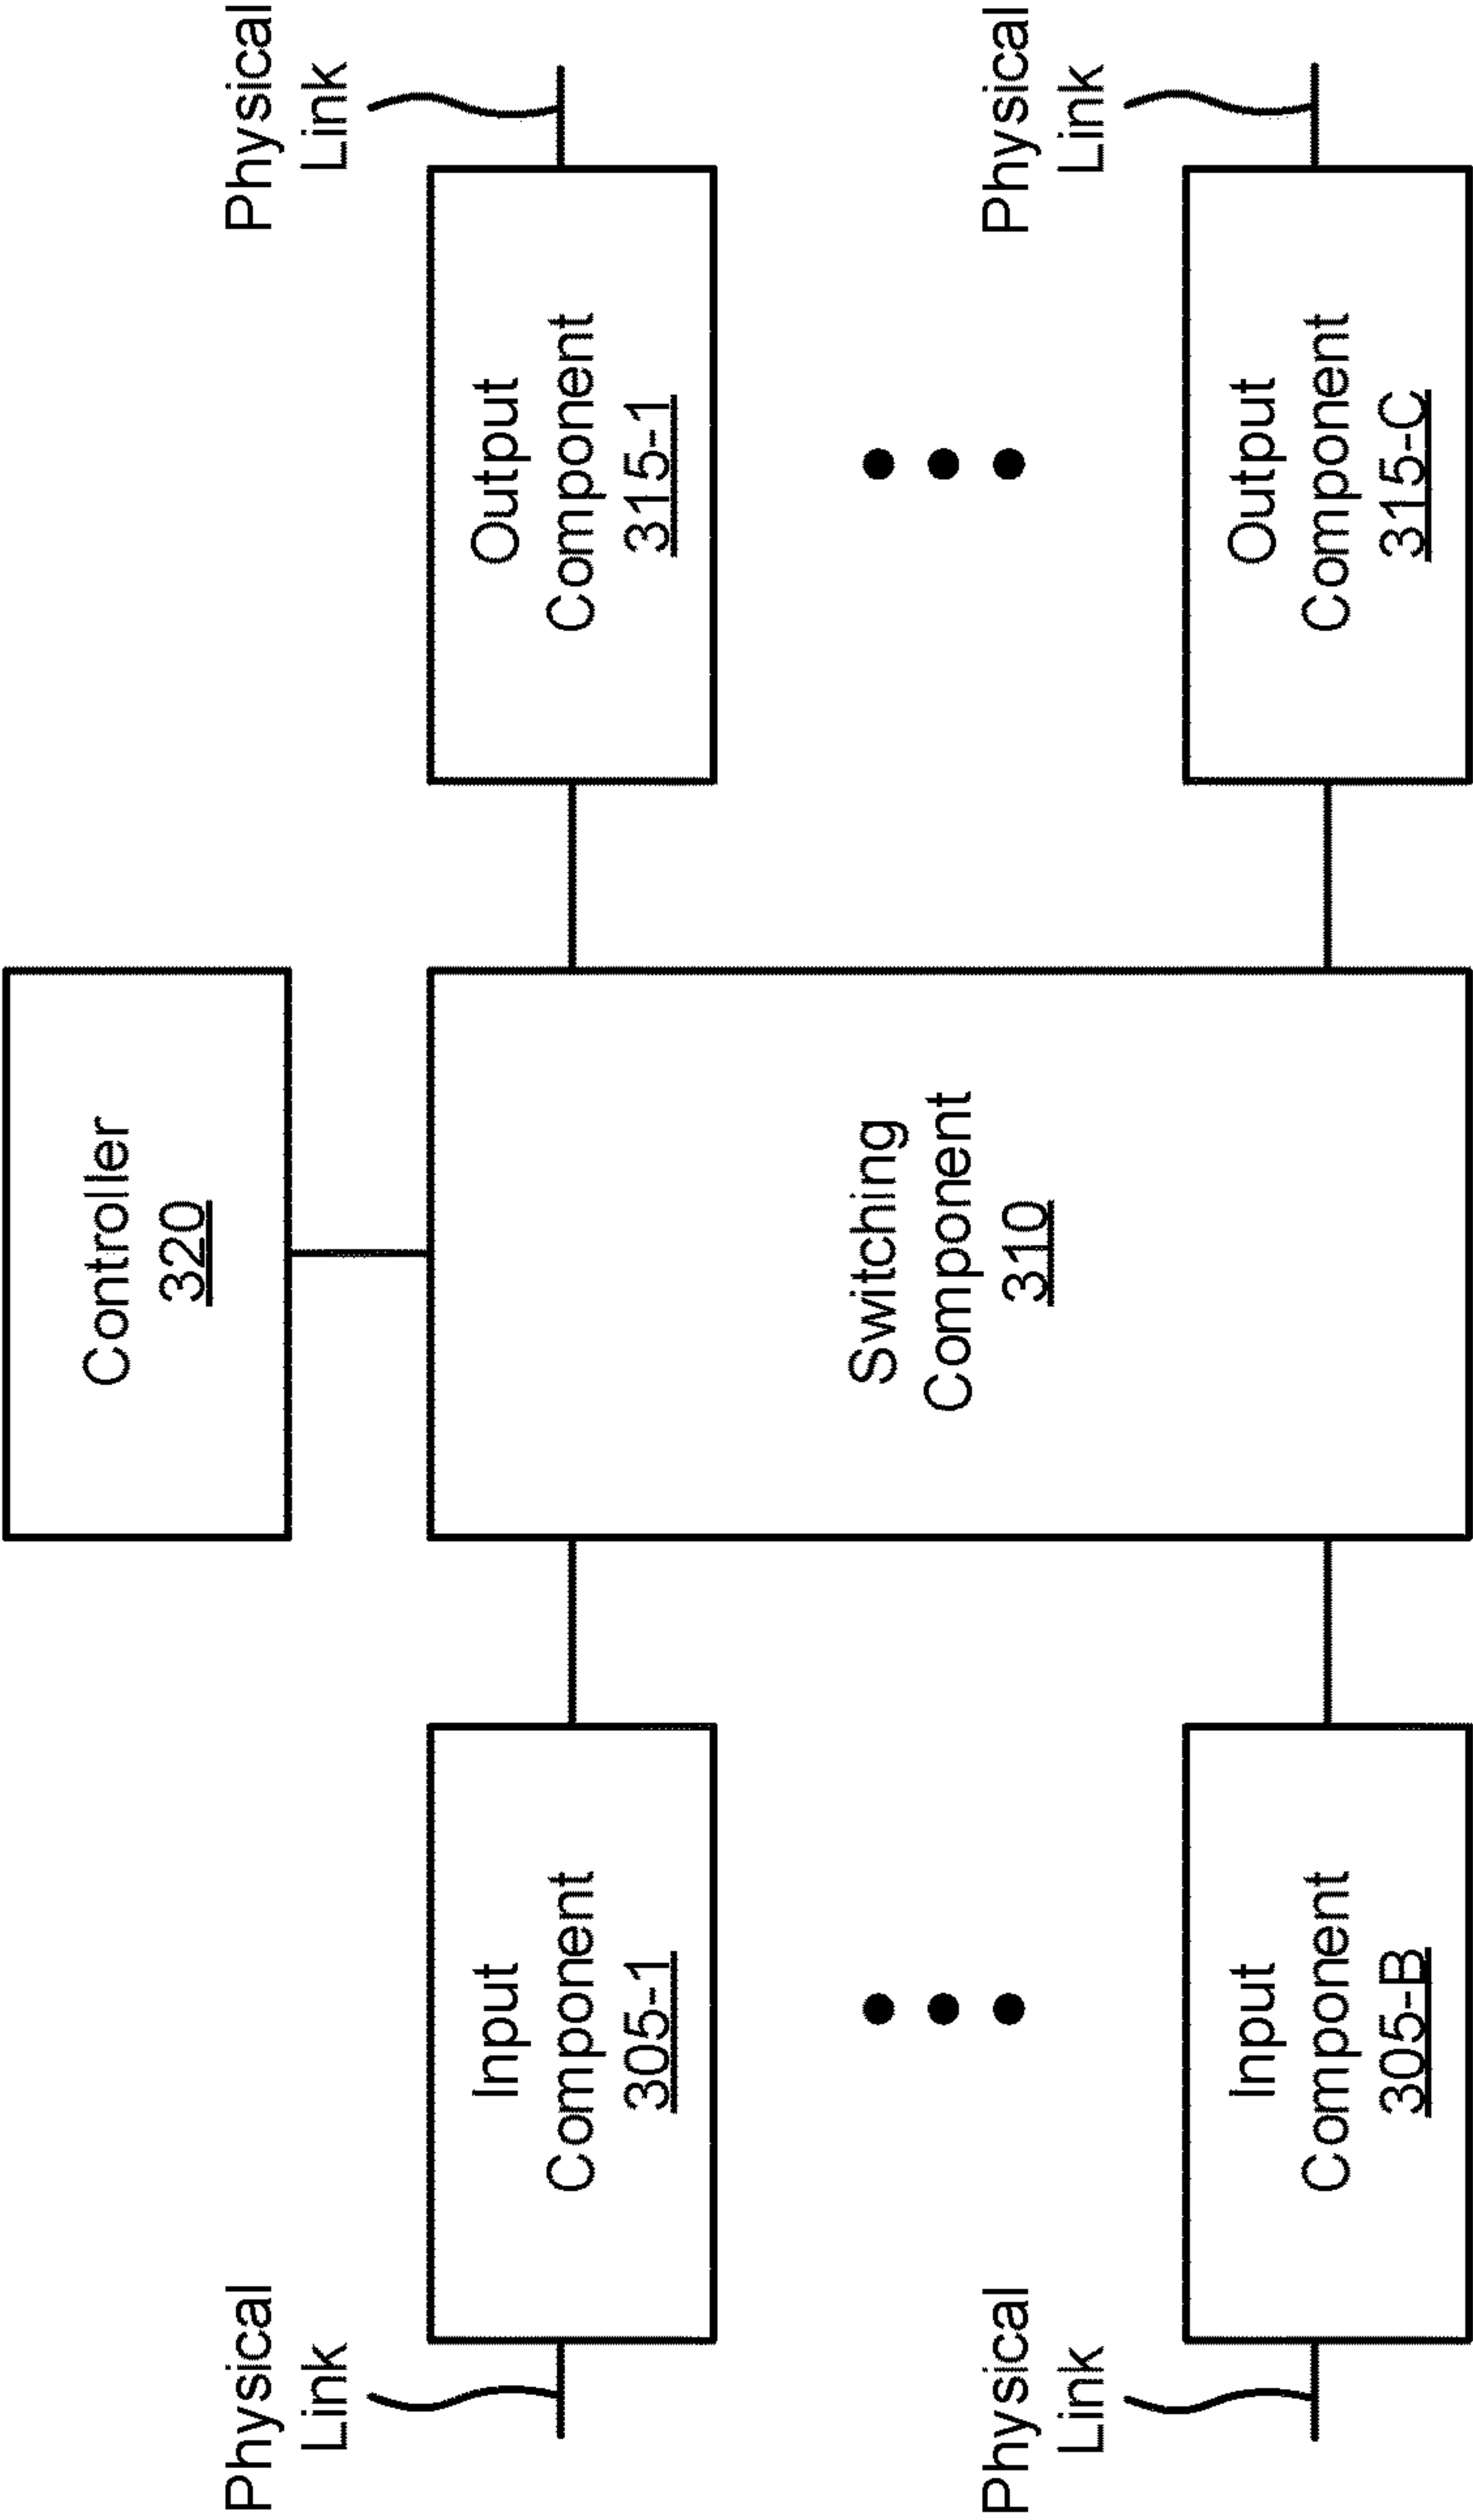 Controller
320
Physical
Link
Input
Component
305-1
Switching
Component
310
Output
Component
315-1
Physical
Link
Physical
Link
Input
Component
305-B
Output
Component
315-C
Physical
Link